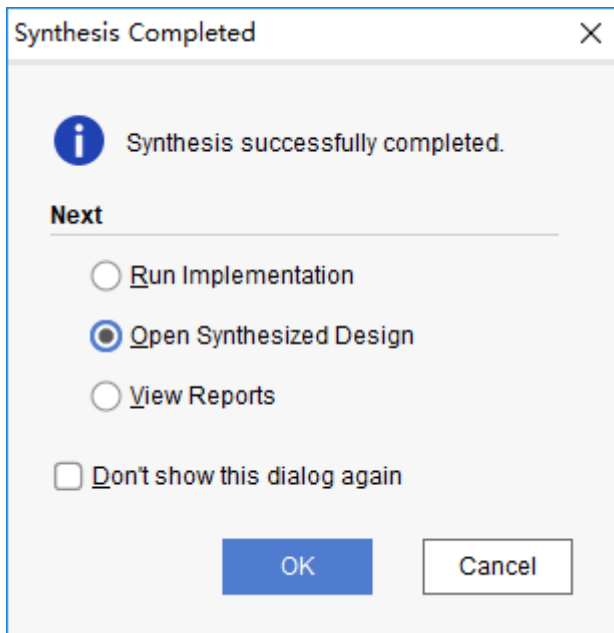 Synthesis Completed
Synthesis successfully completed.
Next
Run Implementation
Open Synthesized Design
View Reports
Don't show this dialog again
OK
Cancel